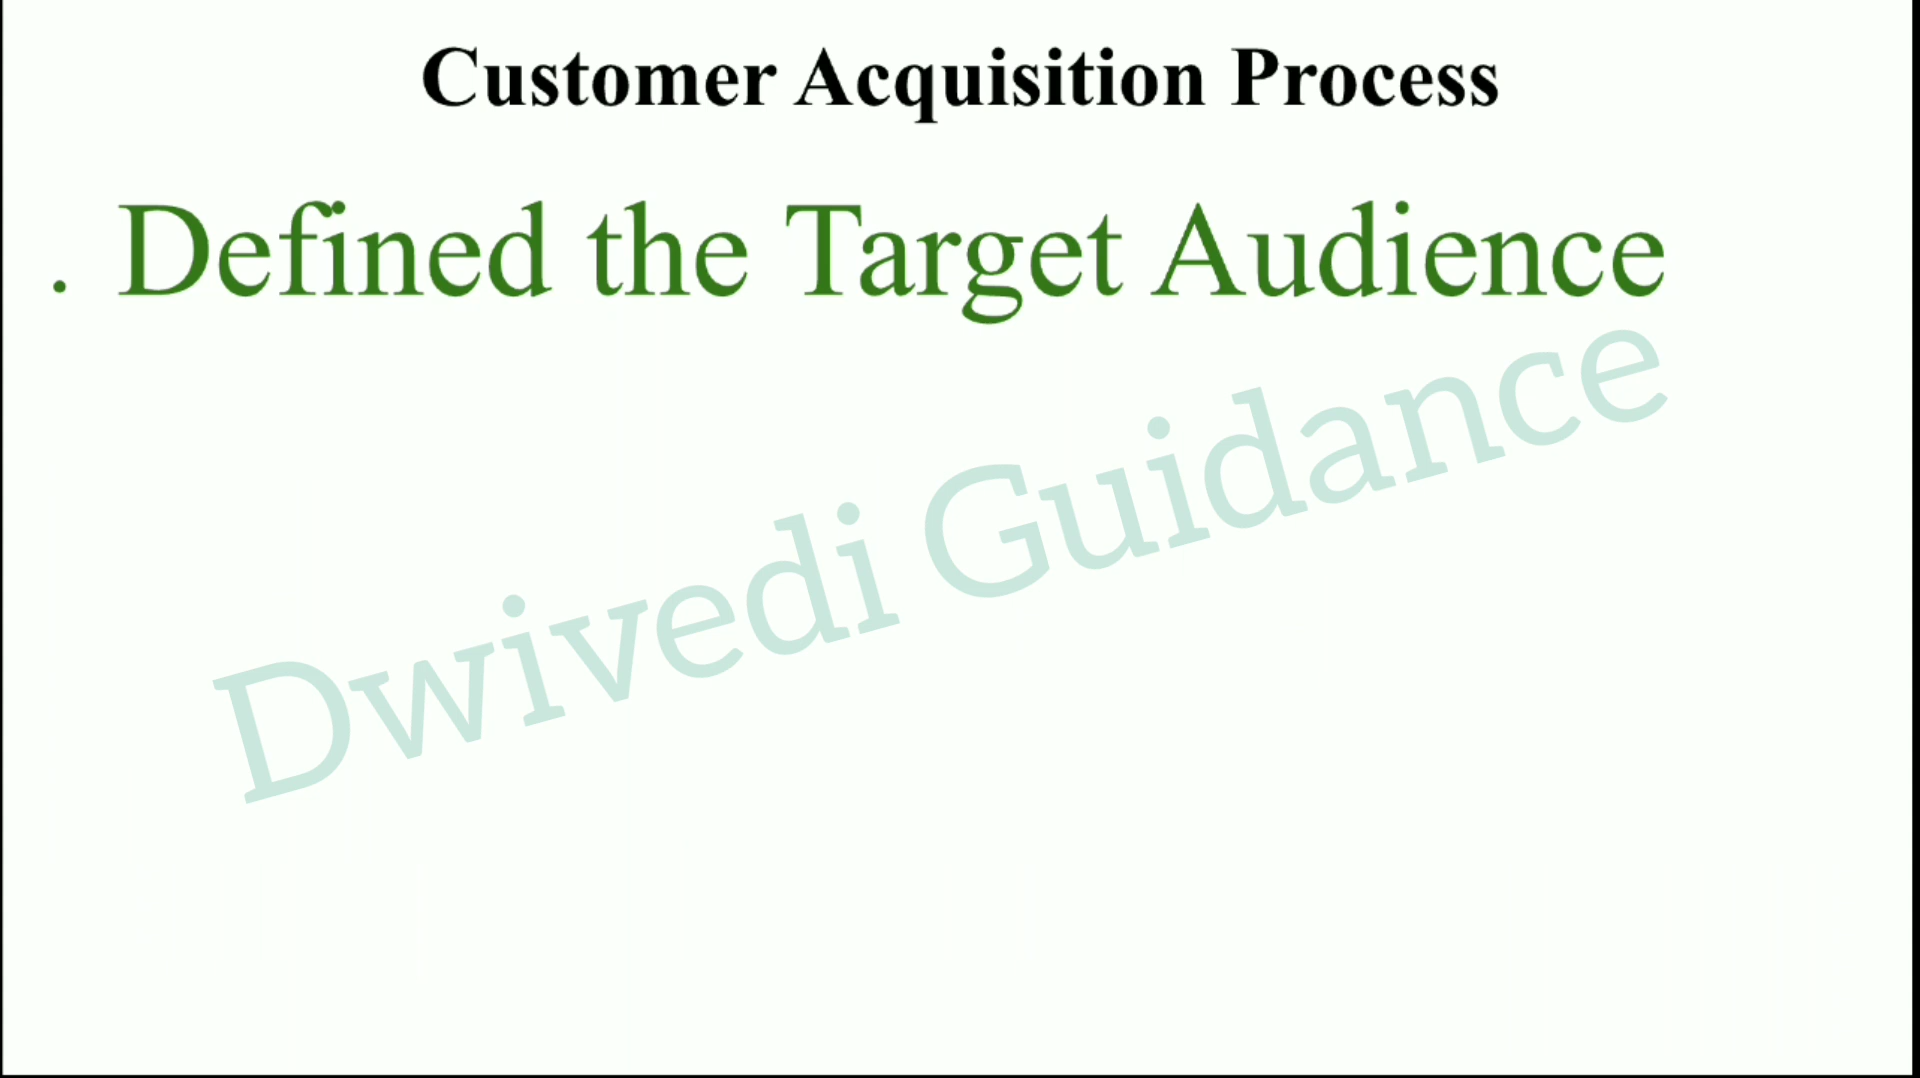 Customer Acquisition Process
. Defined the Target Audience
Dwivedi Guidance